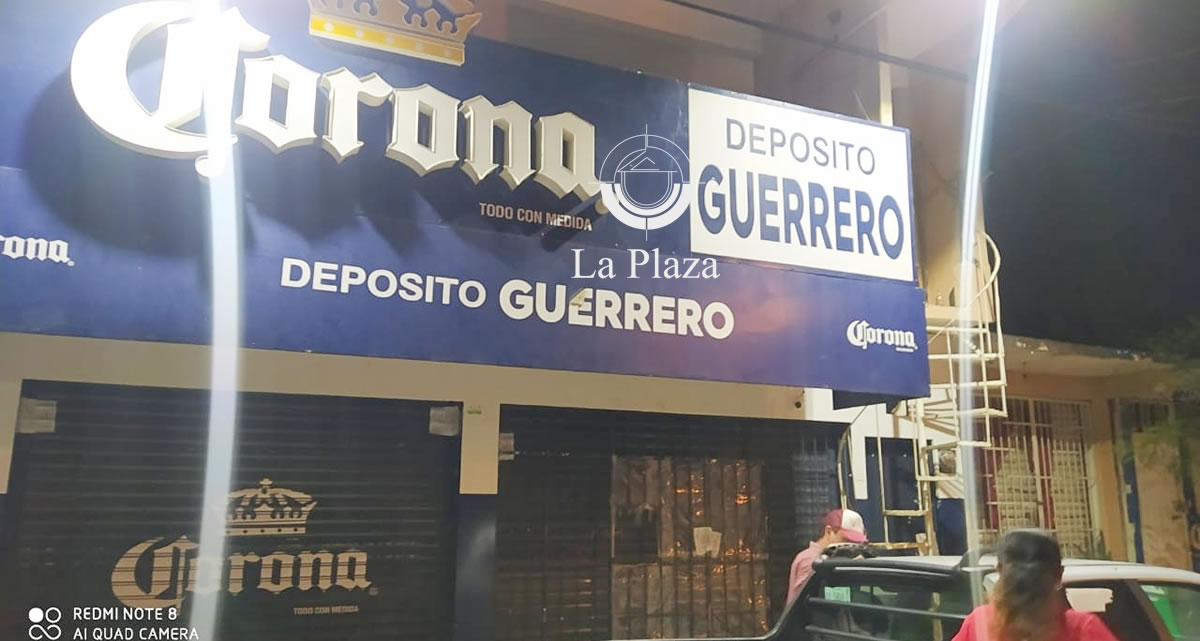 Corona
TODO CON MEDIDA
DEPOSITO
GUERRERO
La Plaza
orona
DEPOSITO GUERRERO
Corona
Corona
TODO CON MEDIDA
REDMI NOTE 8
AI QUAD CAMERA